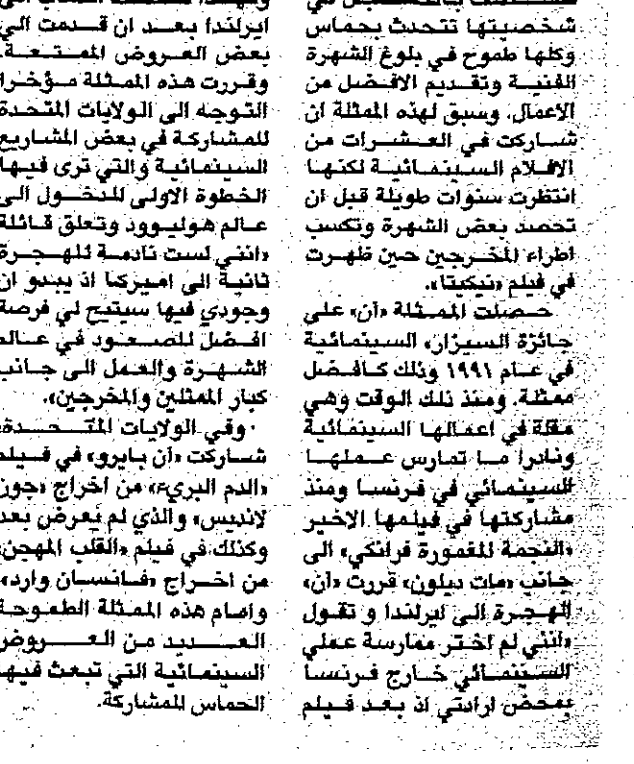 شخصيتها تتحدث بحماس
وكلها طموح في بلوغ الشهرة
الفنية وتقديم الافضل من
الاعمال. وسبق لهذه الممثلة ان
شاركت في العشرات من
الافلام السينمائية لكنها
انتظرت سنوات طويلة قبل ان
تحصد بعض الشهرة وتكسب
اطراء المخرجين حين ظهرت
في فيلم «نيكيتا».
حصلت الممثلة «آن» على
جائزة السيزار، السينمائية
في عام ١٩٩١ وذلك كافضل
ممثلة. ومنذ ذلك الوقت وهي
مقلة في اعمالها السينمائية
ونادرا ما تمارس عملها
السينمائي في فرنسا ومنذ
مشاركتها في فيلمها الاخير
«النجمة المغمورة فرانكي» الى
جانب «مات ديلون» قررت «آن»
الهجرة الى ايرلندا و تقول
«انني لم اختر ممارسة عملي
السينمائي خارج فرنسا
بمحض ارادتي اذ بعد فيلم
ايرلندا بعد ان قدمت الي
بعض العروض الممتعة.
وقررت هذه الممثلة مؤخرا
التوجه الى الولايات المتحدة
للمشاركة في بعض المشاريع
السينمائية والتي ترى فيها
الخطوة الاولى للدخول الى
عالم هوليوود وتعلق قائلة
«انني لست نادمة للهجرة
ثانية الى اميركا اذ يبدو ان
وجودي فيها سيتيح لي فرصة
افضل للصعود في عالم
الشهرة والعمل الى جانب
كبار الممثلين والمخرجين».
وفي الولايات المتحدة،
شاركت «آن بايرو» في فيلم
«الدم البريء» من اخراج «جون
لانديس» والذي لم يعرض بعد
وكذلك في فيلم «القلب المهجن»
من اخراج «فانسان وارد»،
وامام هذه الممثلة الطموحة
العديد من العروض
السينمائية التي تبعث فيها
الحماس للمشاركة.